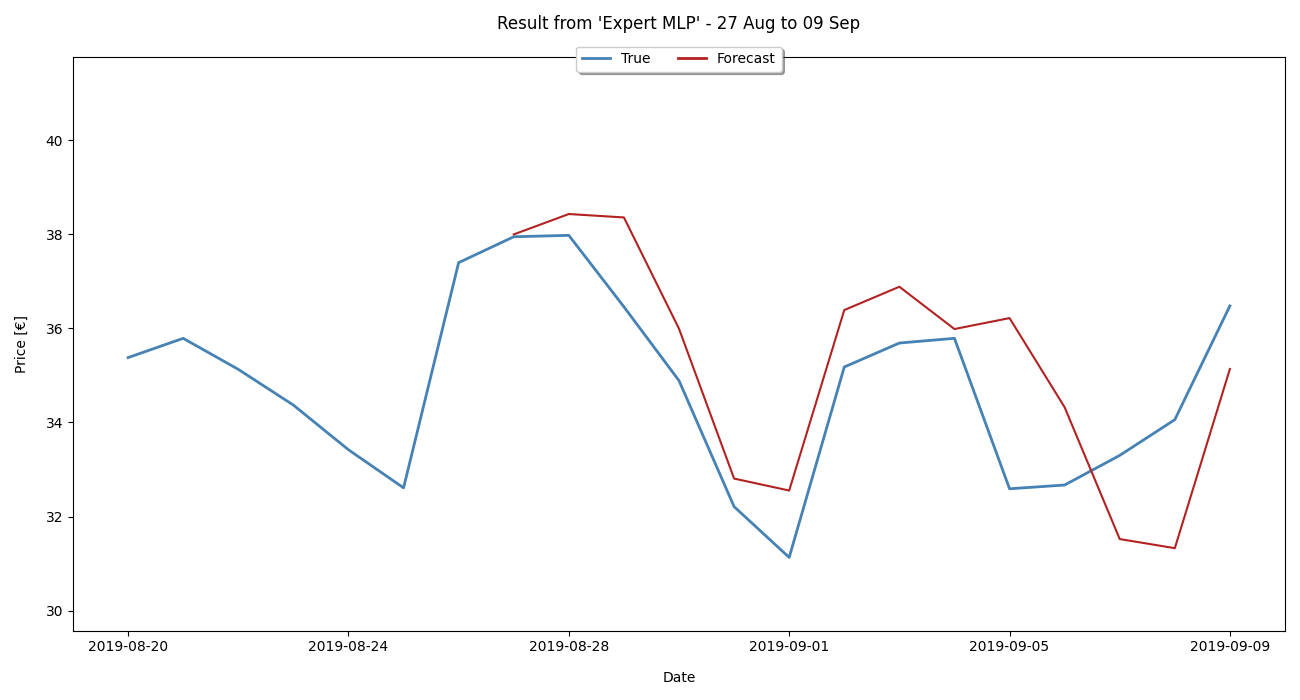 Result from 'Expert MLP' - 27 Aug to 09 Sep
True Forecast
40
38
36
34
32
30
Price [€]
2019-08-20 2019-08-24 2019-08-28 2019-09-01 2019-09-05 2019-09-09
Date